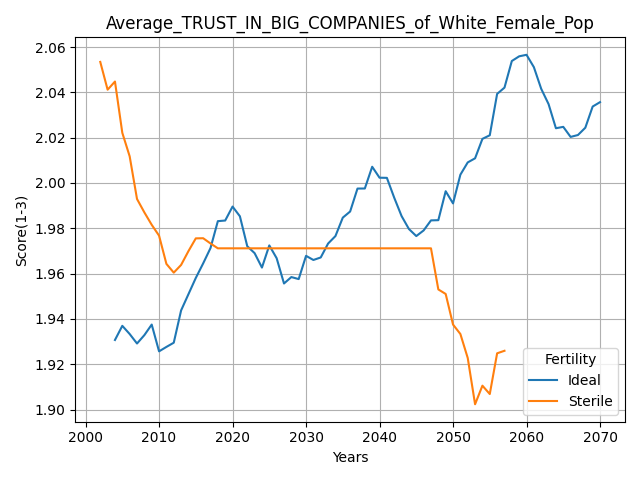 Average_TRUST_IN_BIG_COMPANIES_of_White_Female_Pop
Score(1-3)
2.06
2.04
2.02
2.00
1.98
1.96
1.94
1.92
1.90
2000 2010 2020 2030 2040 2050 2060 2070
Years
Fertility
Ideal
Sterile